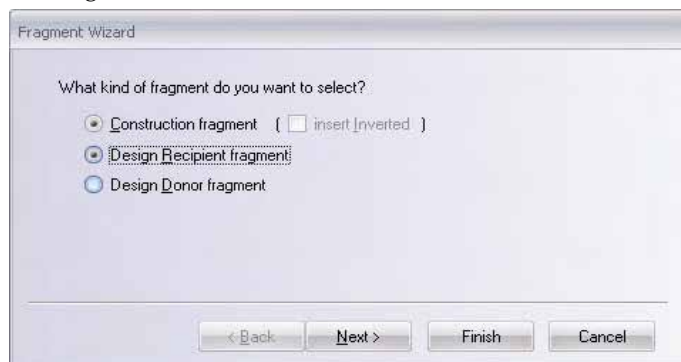 Fragment Wizard
What kind of fragment do you want to select?
Construction fragment ( insert Inverted )
Design Recipient fragment
Design Donor fragment
< Back Next > Finish Cancel